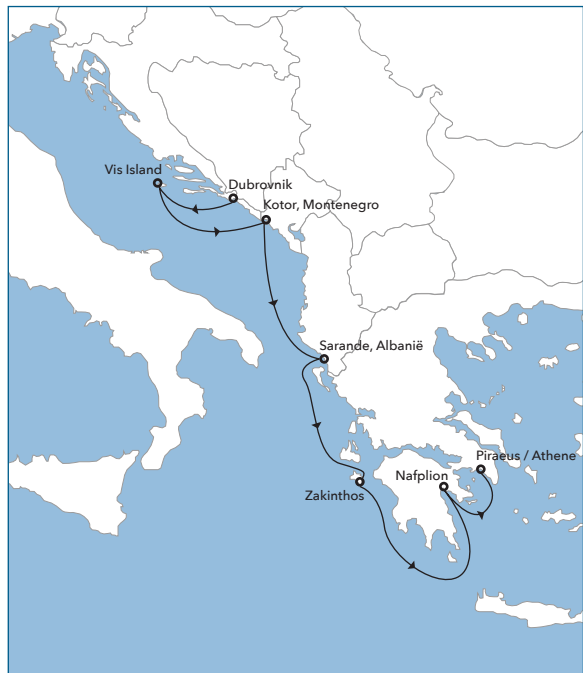 Vis Island
Dubrovnik
Kotor, Montenegro
Sarande, Albanië
Piraeus / Athene
Nafplion
Zakinthos